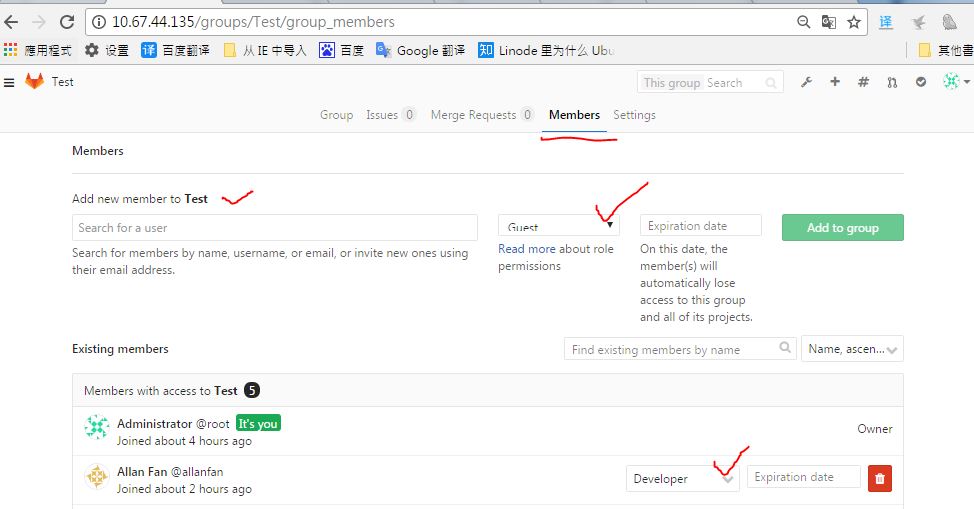 10.67.44.135/groups/Test/group_members
應用程式 设置 译 百度翻译 从 IE 中导入 百度 Google 翻译 知 Linode 里为什么 Ubu 其他書
Test This group Search
译
Group Issues 0 Merge Requests 0 Members Settings
Members
Add new member to Test
Search for a user Guest Expiration date Add to group
Search for members by name, username, or email, or invite new ones using
their email address.
Read more about role
permissions
On this date, the
member(s) will
automatically lose
access to this group
and all of its projects.
Existing members Find existing members by name Name, ascen...
Members with access to Test 5
Administrator @root It's you Owner
Joined about 4 hours ago
Allan Fan @allanfan Developer Expiration date
Joined about 2 hours ago